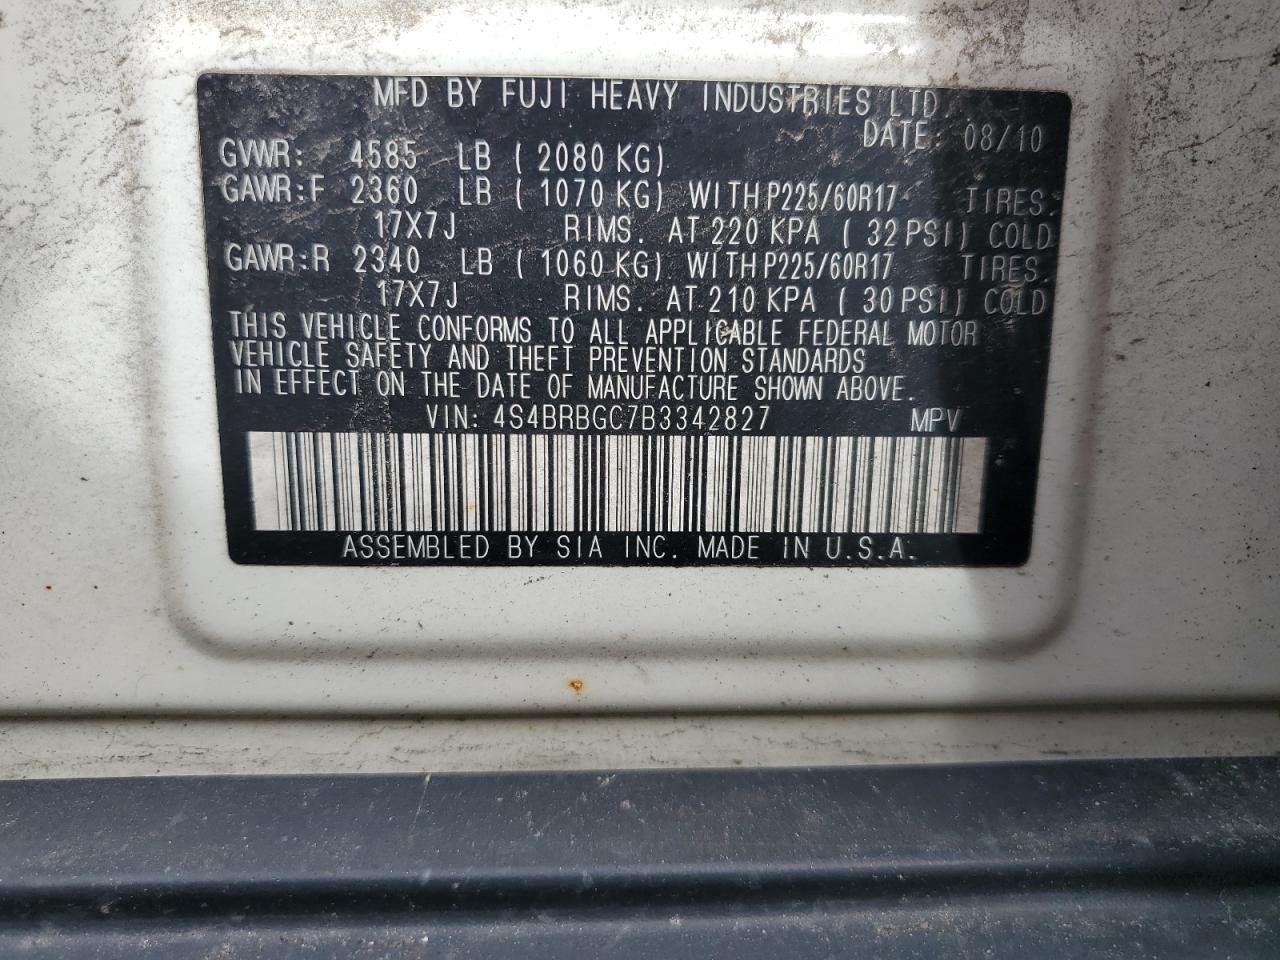 MFD BY FUJI HEAVY INDUSTRIES LTD.
DATE: 08/10
GVWR: 4585 LB ( 2080 KG)
GAWR:F 2360 LB ( 1070 KG) WITH P225/60R17 TIRES.
17X7J RIMS. AT 220 KPA ( 32 PSI) COLD
GAWR:R 2340 LB ( 1060 KG) WITH P225/60R17 TIRES.
17X7J RIMS. AT 210 KPA ( 30 PSI) COLD
THIS VEHICLE CONFORMS TO ALL APPLICABLE FEDERAL MOTOR
VEHICLE SAFETY AND THEFT PREVENTION STANDARDS
IN EFFECT ON THE DATE OF MANUFACTURE SHOWN ABOVE.
VIN: 4S4BRBGC7B3342827 MPV
ASSEMBLED BY SIA INC. MADE IN U.S.A.